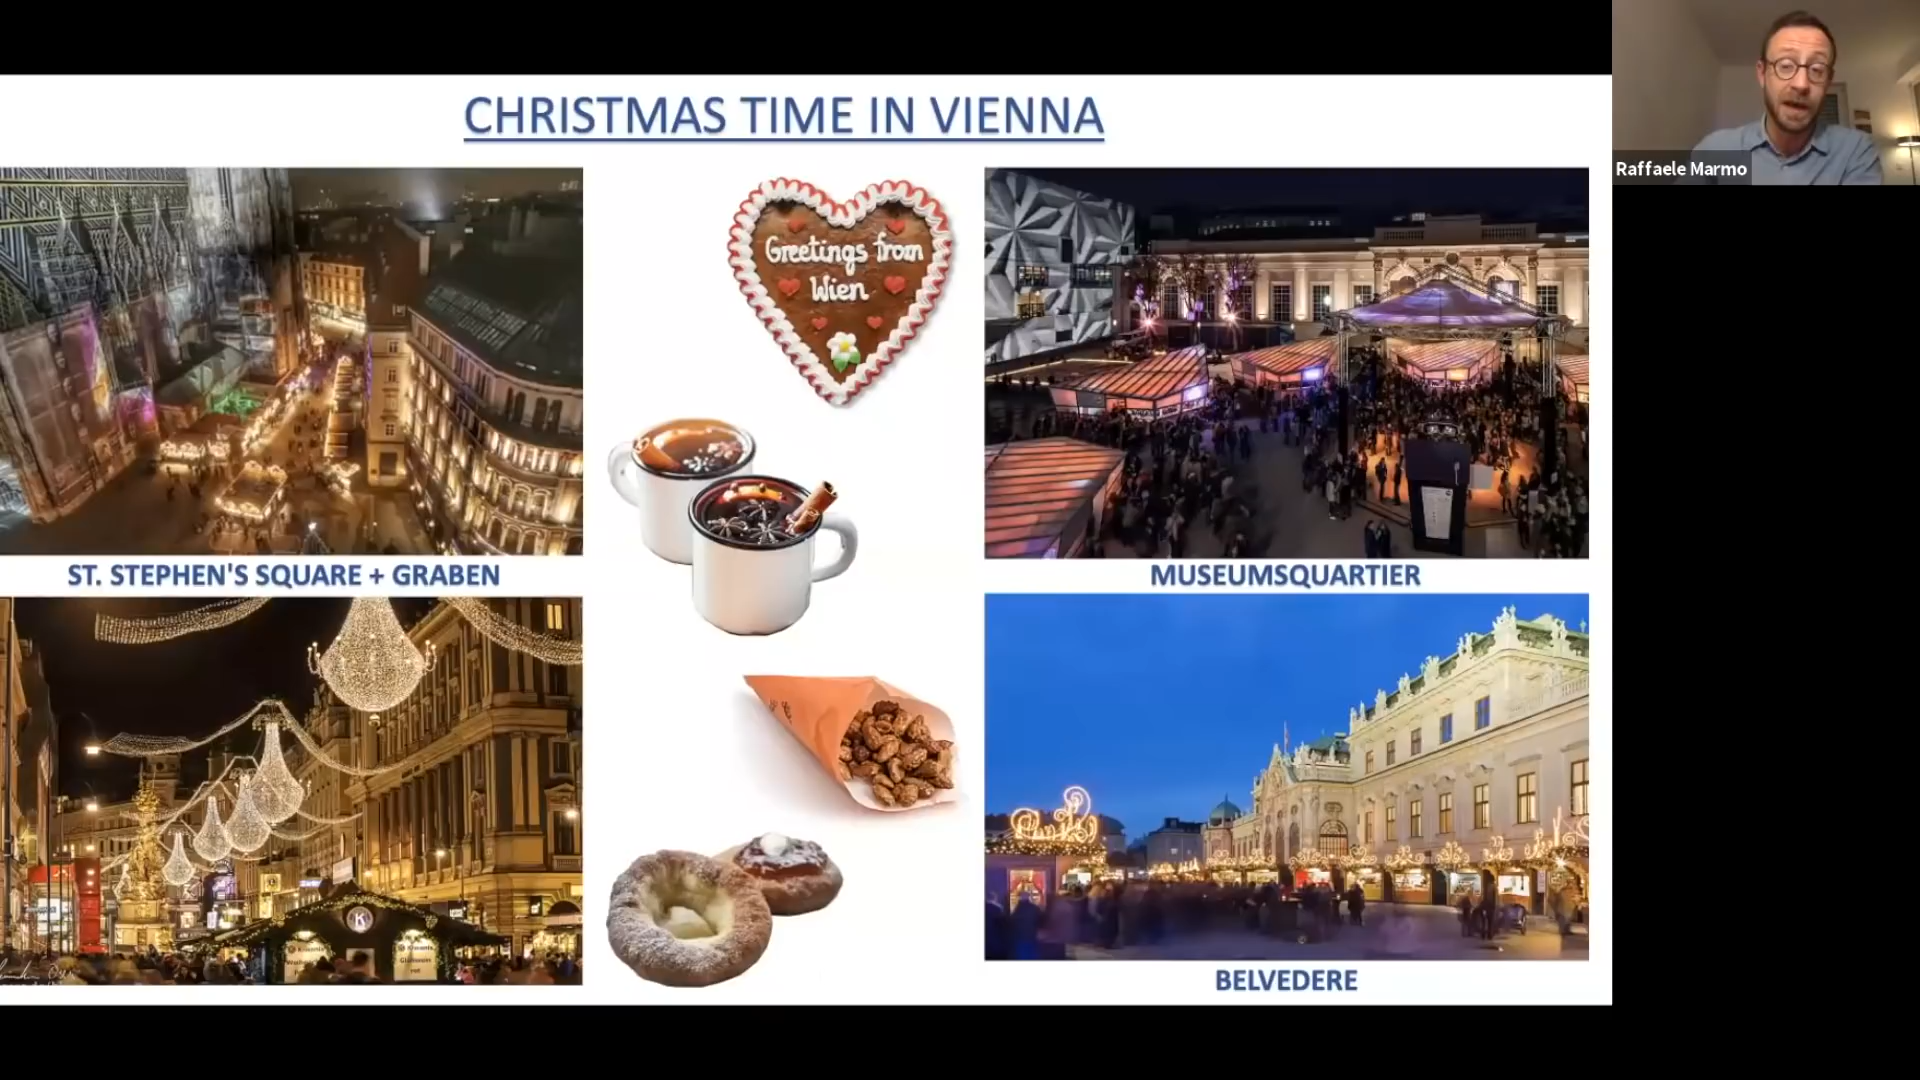 CHRISTMAS TIME IN VIENNA
Raffaele Marmo
Greetings from
Wien
ST. STEPHEN'S SQUARE + GRABEN
MUSEUMSQUARTIER
K
BELVEDERE